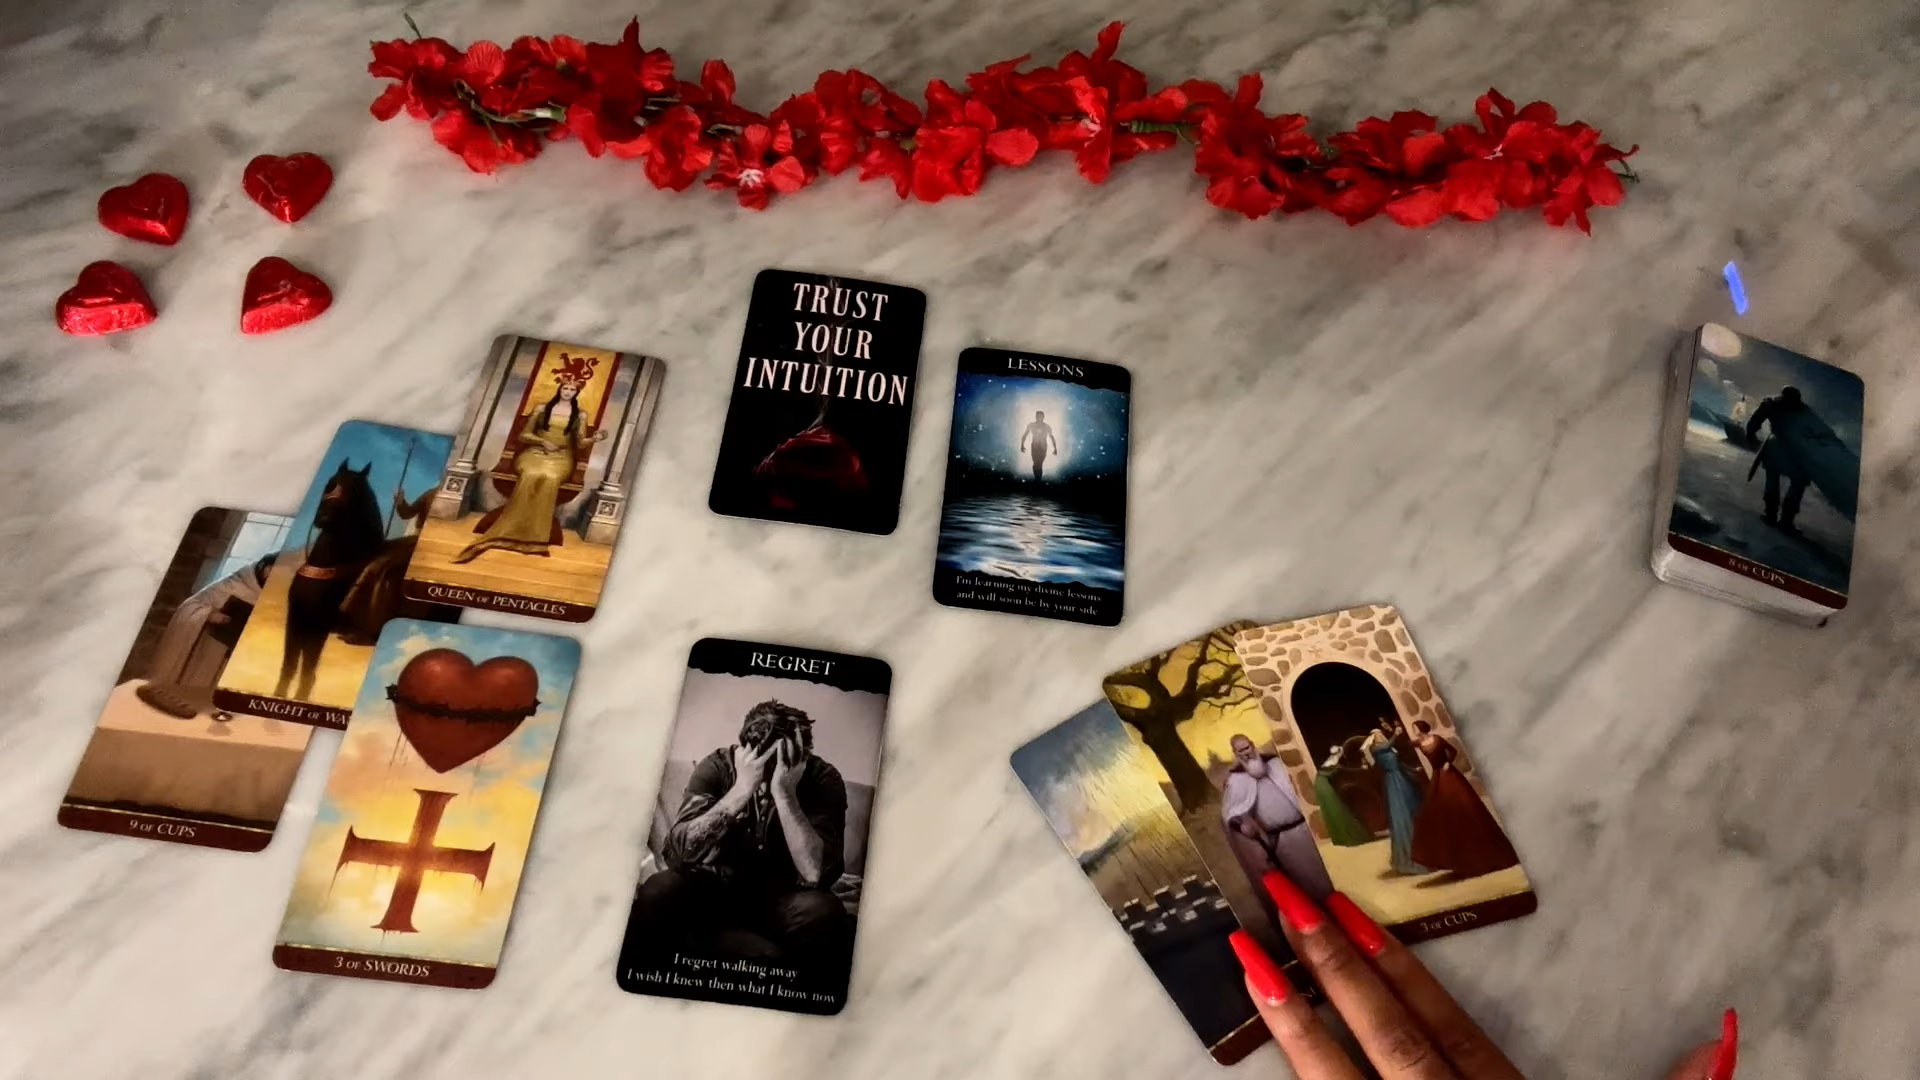 TRUST
YOUR
INTUITION
LESSONS
I'm learning my divine lessons
and will soon be by your side
QUEEN OF PENTACLES
KNIGHT OF
9 OF CUPS
3 OF SWORDS
REGRET
I regret walking away
I wish I knew then what I know now
3 OF CUPS
8 OF CUPS